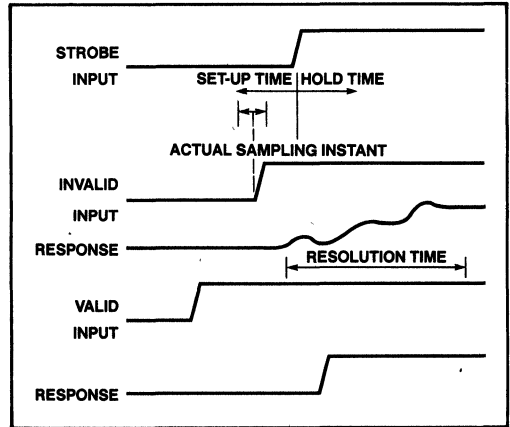 STROBE
INPUT
SET-UP TIME HOLD TIME
ACTUAL SAMPLING INSTANT
INVALID
INPUT
RESPONSE
RESOLUTION TIME
VALID
INPUT
RESPONSE